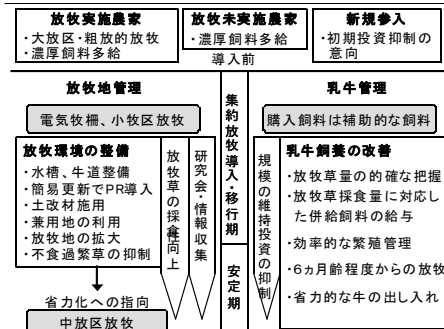 放牧実施農家
・大放区・粗放的放牧
・濃厚飼料多給
放牧未実施農家
・濃厚飼料多給
新規参入
・初期投資抑制の
意向
導入前
放牧地管理
電気牧柵、小牧区放牧
放牧環境の整備
・水槽、牛道整備
・簡易更新でPR導入
・土改材施用
・兼用地の利用
・放牧地の拡大
・不食過繁草の抑制
省力化への指向
中放区放牧
放牧草の採食性向上
研究会・情報収集
集約放牧導入・移行期
安定期
乳牛管理
購入飼料は補助的な飼料
規模の維持投資の抑制
乳牛飼養の改善
・放牧草量の的確な把握
・放牧草採食量に対応し
た併給飼料の給与
・効率的な繁殖管理
・6ヵ月齢程度からの放牧
・省力的な牛の出し入れ